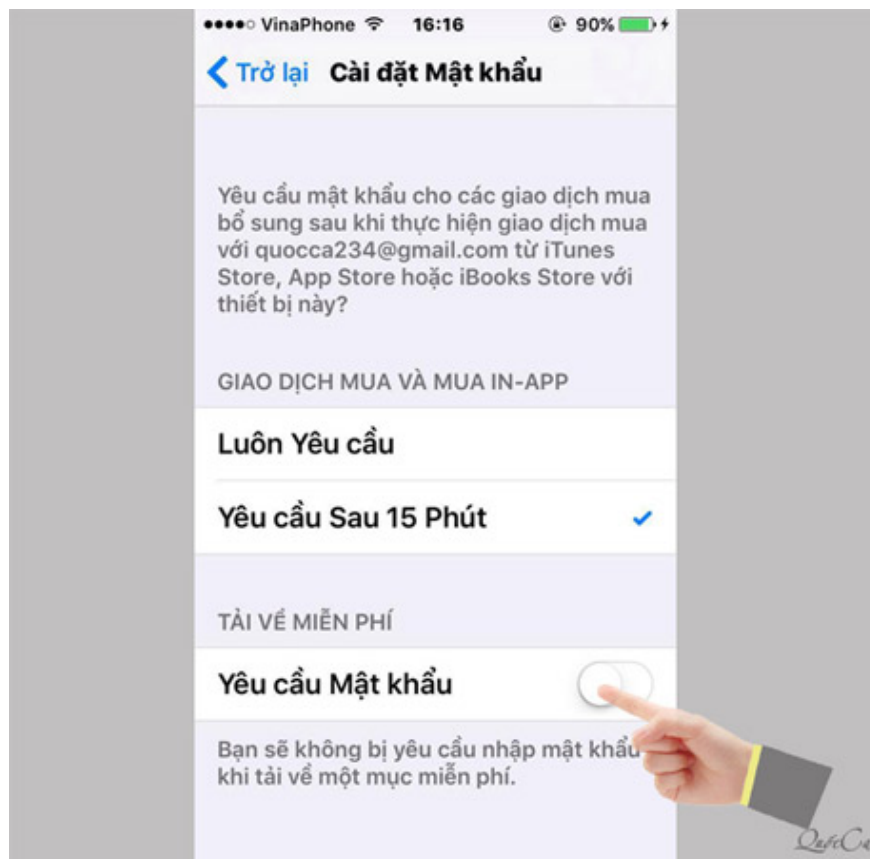 VinaPhone 16:16 90%
Trở lại Cài đặt Mật khẩu
Yêu cầu mật khẩu cho các giao dịch mua
bổ sung sau khi thực hiện giao dịch mua
với quocca234@gmail.com từ iTunes
Store, App Store hoặc iBooks Store với
thiết bị này?
GIAO DỊCH MUA VÀ MUA IN-APP
Luôn Yêu cầu
Yêu cầu Sau 15 Phút
TẢI VỀ MIỄN PHÍ
Yêu cầu Mật khẩu
Bạn sẽ không bị yêu cầu nhập mật khẩu
khi tải về một mục miễn phí.